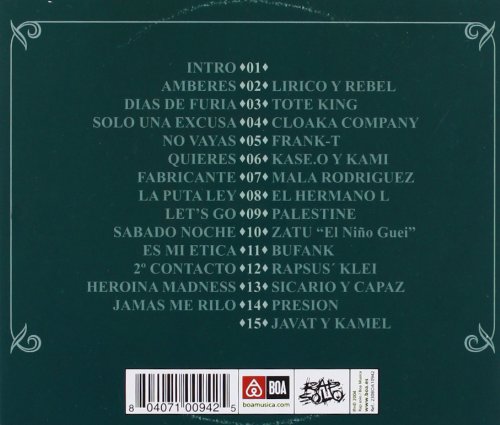 INTRO ♦01♦
AMBERES ♦02♦ LIRICO Y REBEL
DIAS DE FURIA ♦03♦ TOTE KING
SOLO UNA EXCUSA ♦04♦ CLOAKA COMPANY
NO VAYAS ♦05♦ FRANK-T
QUIERES ♦06♦ KASE.O Y KAMI
FABRICANTE ♦07♦ MALA RODRIGUEZ
LA PUTA LEY ♦08♦ EL HERMANO L
LET'S GO ♦09♦ PALESTINE
SABADO NOCHE ♦10♦ ZATU "El Niño Guei"
ES MI ETICA ♦11♦ BUFANK
2º CONTACTO ♦12♦ RAPSUS´ KLEI
HEROINA MADNESS ♦13♦ SICARIO Y CAPAZ
JAMAS ME RILO ♦14♦ PRESION
♦15♦ JAVAT Y KAMEL
8 04071 00942 5
BOA
boamusica.com
RAP SOLO
www.boa.es